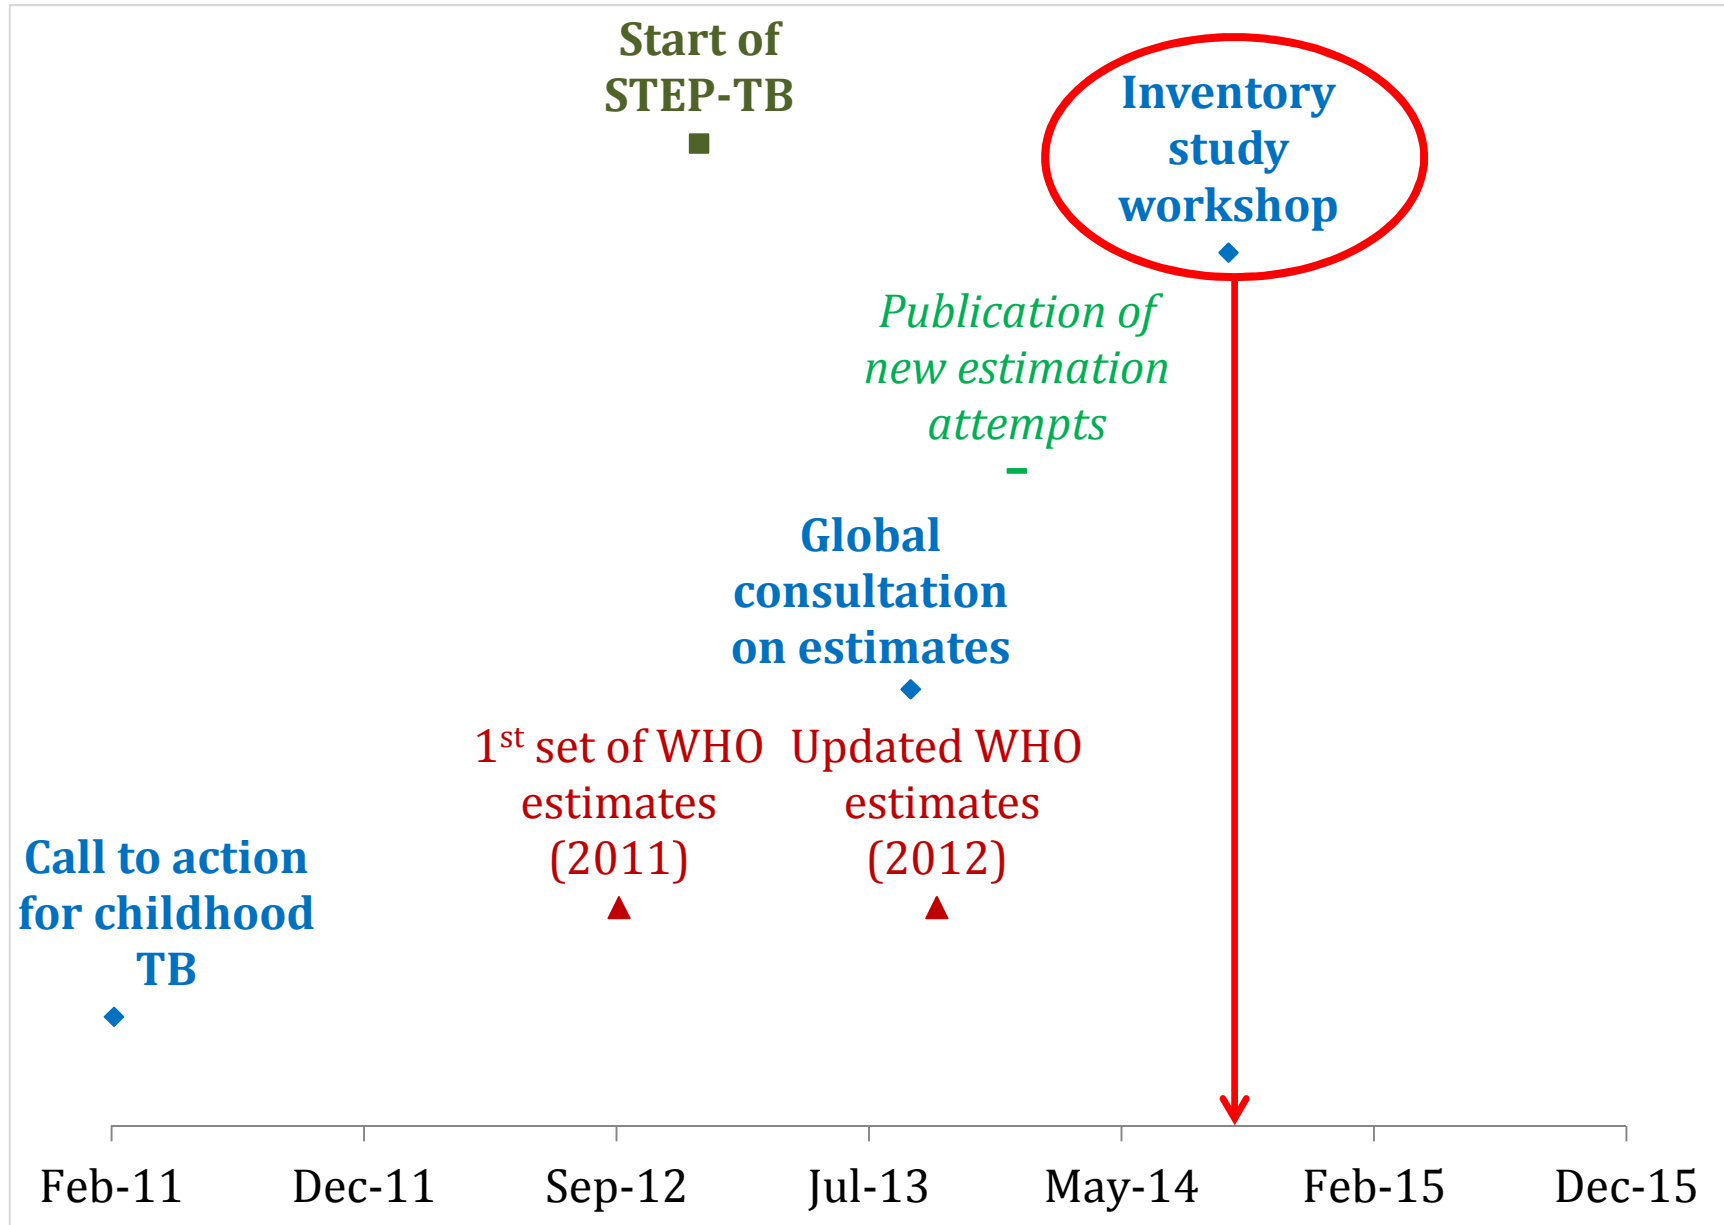 Start of
STEP-TB
Inventory
study
workshop
Publication of
new estimation
attempts
Global
consultation
on estimates
1st set of WHO
estimates
(2011)
Updated WHO
estimates
(2012)
Call to action
for childhood
TB
Feb-11 Dec-11 Sep-12 Jul-13 May-14 Feb-15 Dec-15